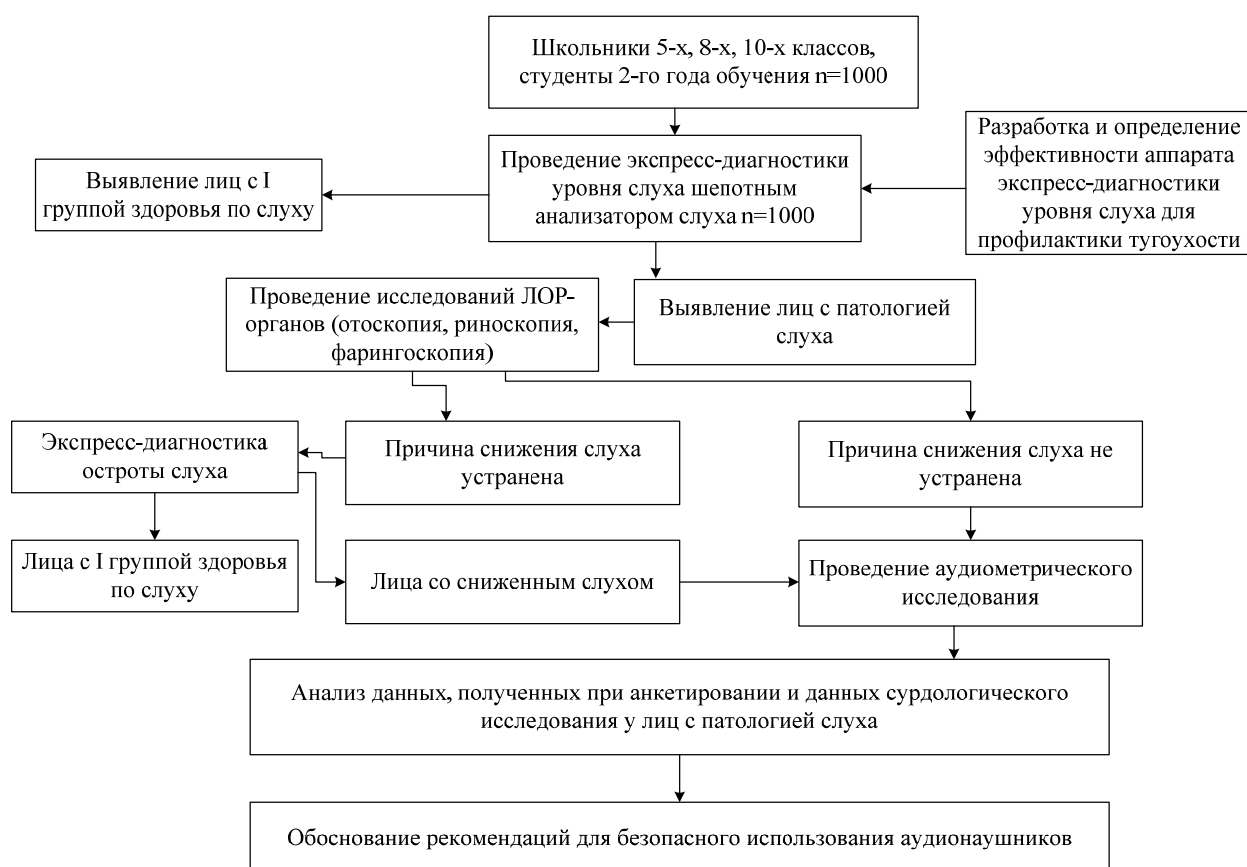 Школьники 5-х, 8-х, 10-х классов,
студенты 2-го года обучения n=1000
Разработка и определение
эффективности аппарата
экспресс-диагностики
уровня слуха для
профилактики тугоухости
Проведение экспресс-диагностики
уровня слуха шепотным
анализатором слуха n=1000
Выявление лиц с I
группой здоровья по слуху
Проведение исследований ЛОР-
органов (отоскопия, риноскопия,
фарингоскопия)
Выявление лиц с патологией
слуха
Экспресс-диагностика
остроты слуха
Причина снижения слуха
устранена
Причина снижения слуха не
устранена
Лица с I группой здоровья
по слуху
Лица со сниженным слухом
Проведение аудиометрического
исследования
Анализ данных, полученных при анкетировании и данных сурдологического
исследования у лиц с патологией слуха
Обоснование рекомендаций для безопасного использования аудионаушников